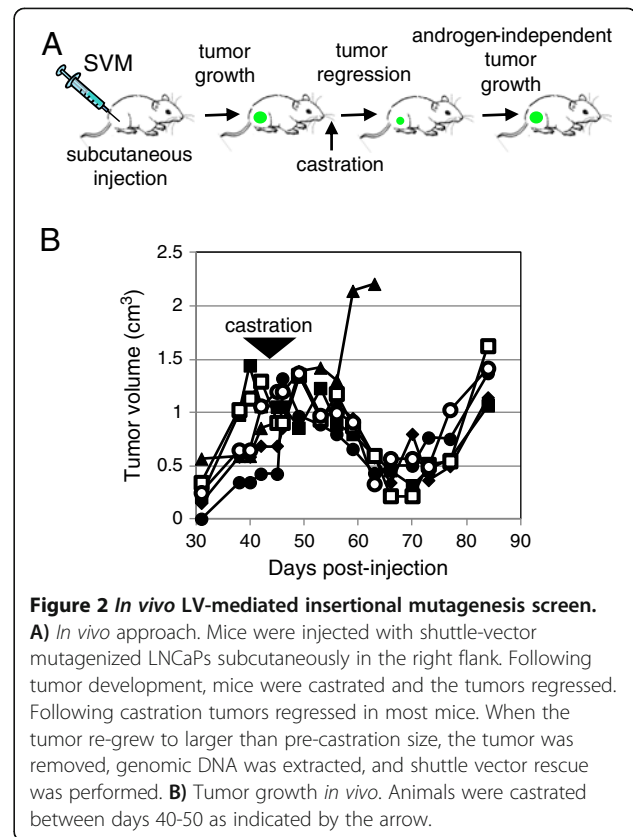 A
SVM
subcutaneous
injection
tumor
growth
castration
tumor
regression
androgen-independent
tumor
growth
B
Tumor volume (cm³)
2.5
2
1.5
1
0.5
0
castration
30 40 50 60 70 80 90
Days post-injection
Figure 2 In vivo LV-mediated insertional mutagenesis screen.
A) In vivo approach. Mice were injected with shuttle-vector
mutagenized LNCaPs subcutaneously in the right flank. Following
tumor development, mice were castrated and the tumors regressed.
Following castration tumors regressed in most mice. When the
tumor re-grew to larger than pre-castration size, the tumor was
removed, genomic DNA was extracted, and shuttle vector rescue
was performed. B) Tumor growth in vivo. Animals were castrated
between days 40-50 as indicated by the arrow.